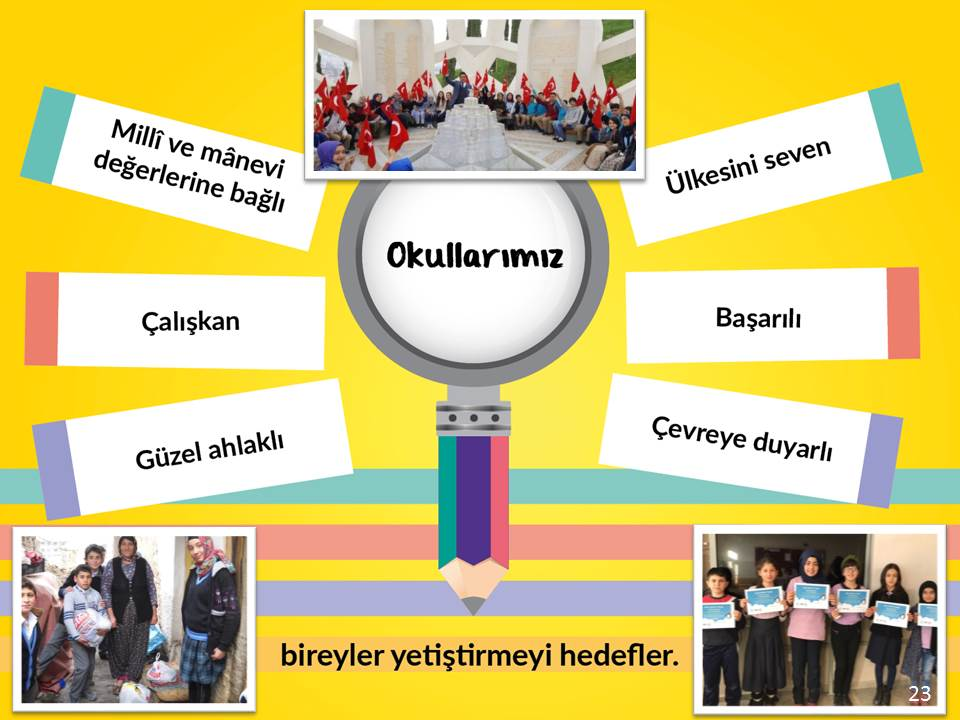 Millî ve mânevi
değerlerine bağlı
Ülkesini seven
Okullarımız
Çalışkan
Başarılı
Güzel ahlaklı
Çevreye duyarlı
bireyler yetiştirmeyi hedefler.
23